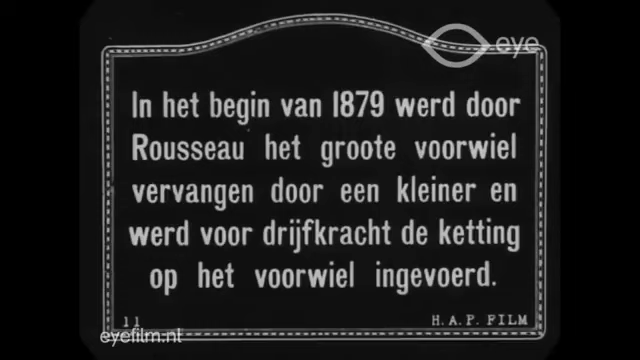 eye
In het begin van 1879 werd door
Rousseau het groote voorwiel
vervangen door een kleiner en
werd voor drijfkracht de ketting
op het voorwiel ingevoerd.
11
H.A.P. FILM
eyefilm.nl